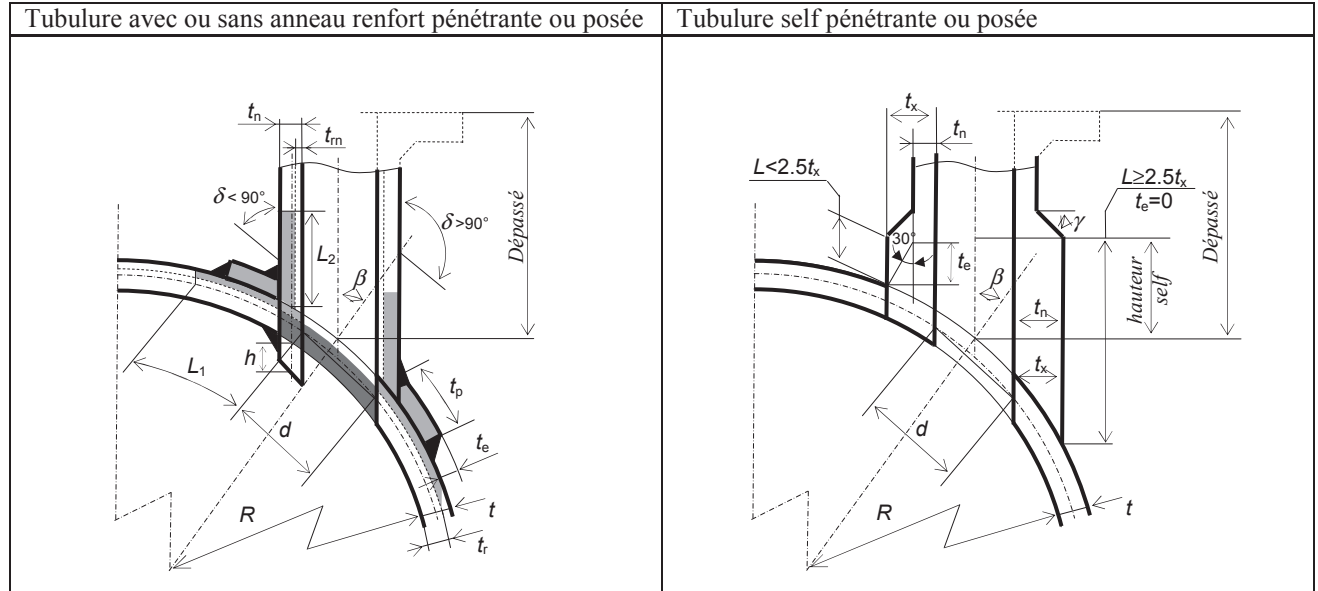 Tubulure avec ou sans anneau renfort pénétrante ou posée
tn
trn
δ < 90°
δ >90°
L2
Dépassé
β
h
L1
d
tp
te
R
t
tr
Tubulure self pénétrante ou posée
tx
tn
L<2.5tx
L≥2.5tx
te=0
γ
30°
te
Dépassé
hauteur
self
β
tn
tx
d
R
t